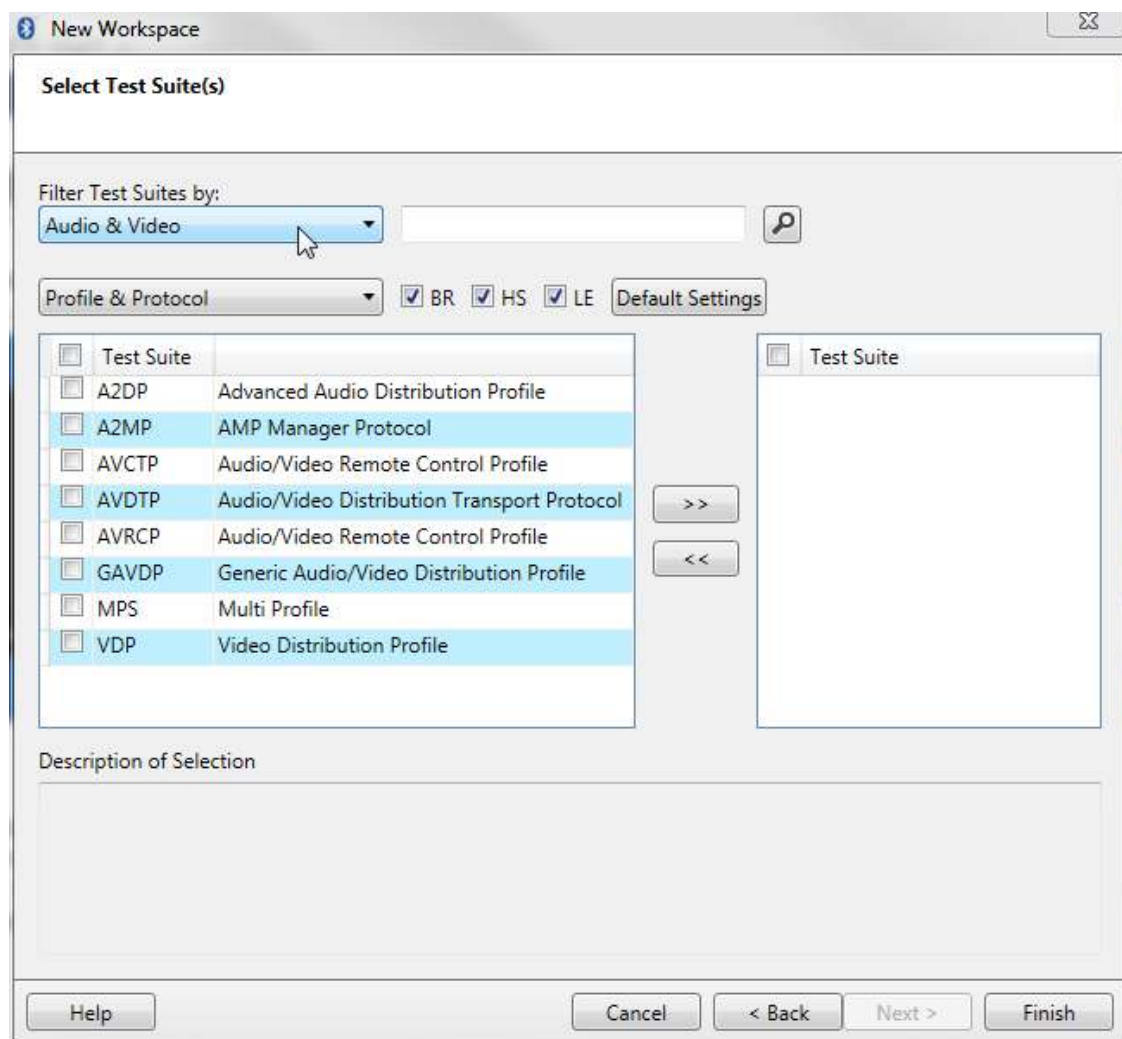 New Workspace
Select Test Suite(s)
Filter Test Suites by:
Audio & Video
Profile & Protocol BR HS LE Default Settings
Test Suite
A2DP Advanced Audio Distribution Profile
A2MP AMP Manager Protocol
AVCTP Audio/Video Remote Control Profile
AVDTP Audio/Video Distribution Transport Protocol
AVRCP Audio/Video Remote Control Profile
GAVDP Generic Audio/Video Distribution Profile
MPS Multi Profile
VDP Video Distribution Profile
>>
<<
Test Suite
Description of Selection
Help Cancel < Back Next > Finish